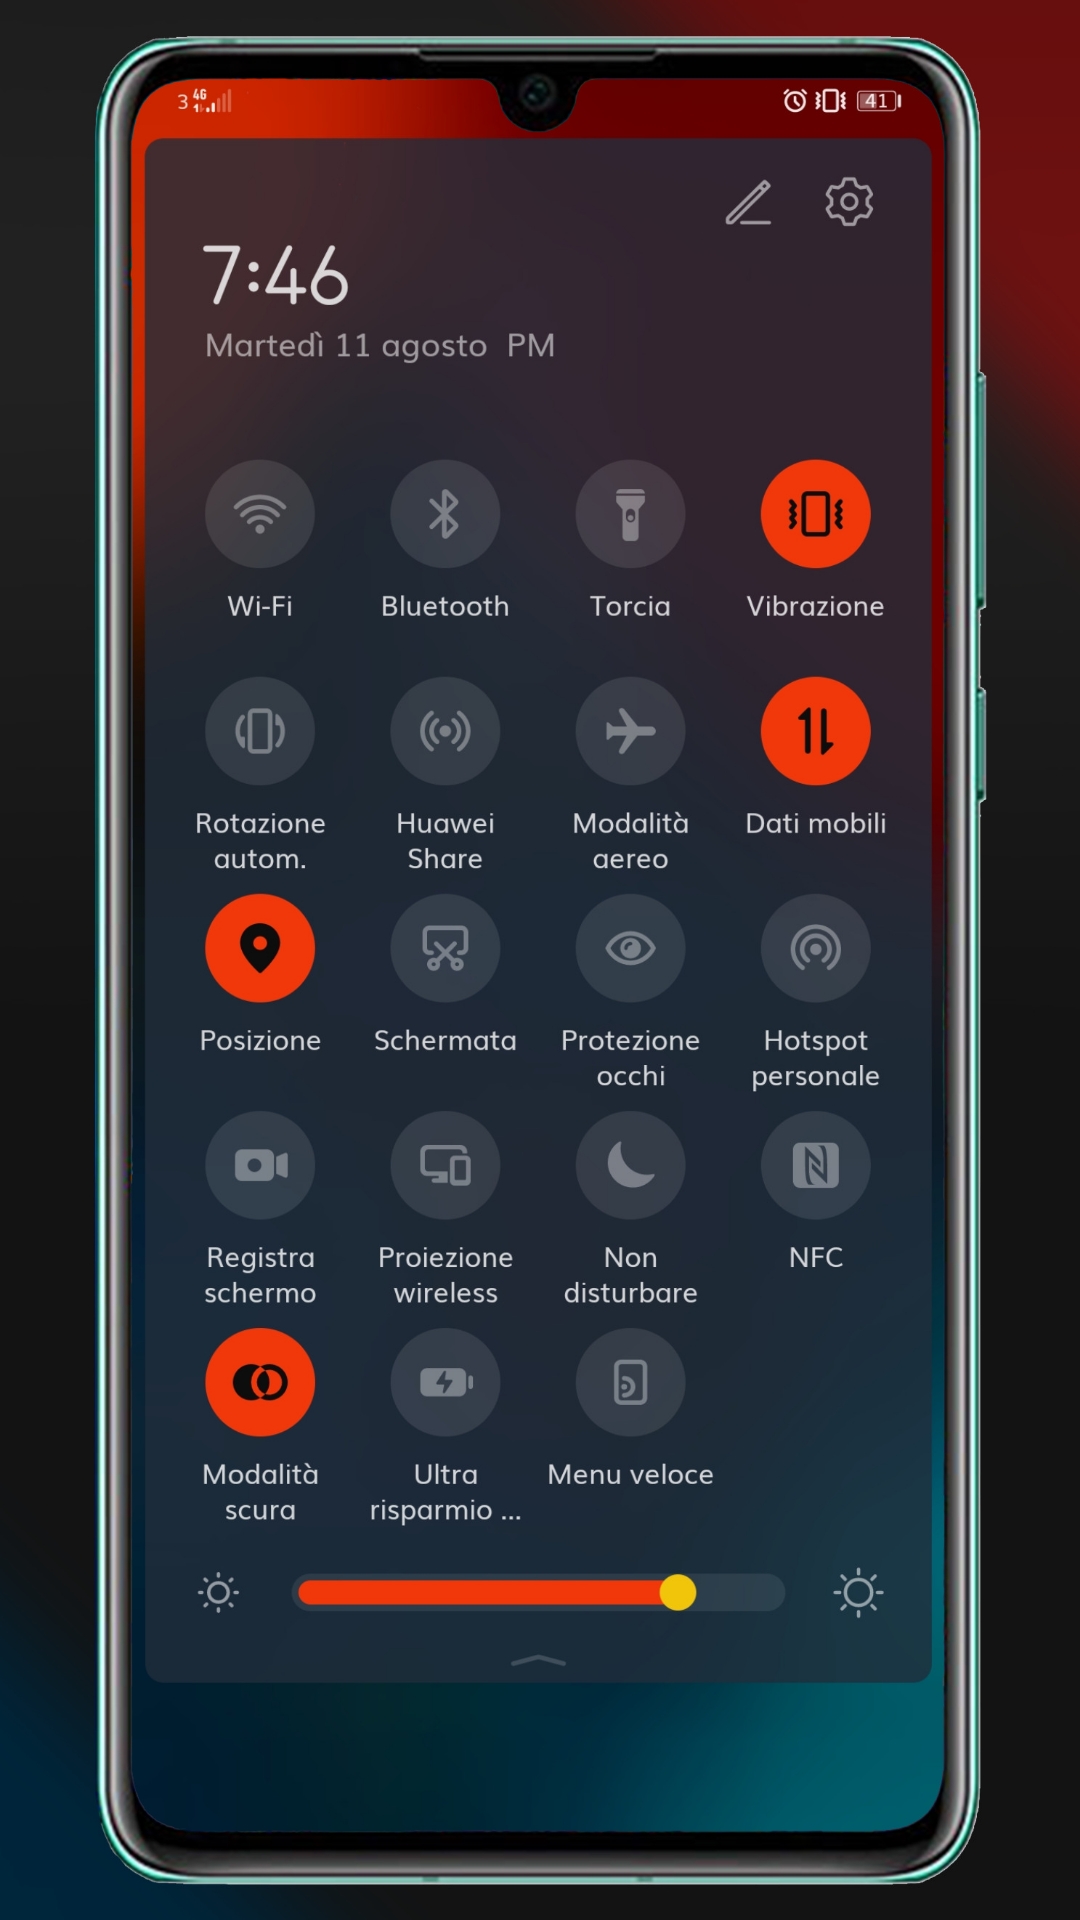 3 4G 41
7:46
Martedì 11 agosto PM
Wi-Fi Bluetooth Torcia Vibrazione
Rotazione autom. Huawei Share Modalità aereo Dati mobili
Posizione Schermata Protezione occhi Hotspot personale
Registra schermo Proiezione wireless Non disturbare NFC
Modalità scura Ultra risparmio ... Menu veloce